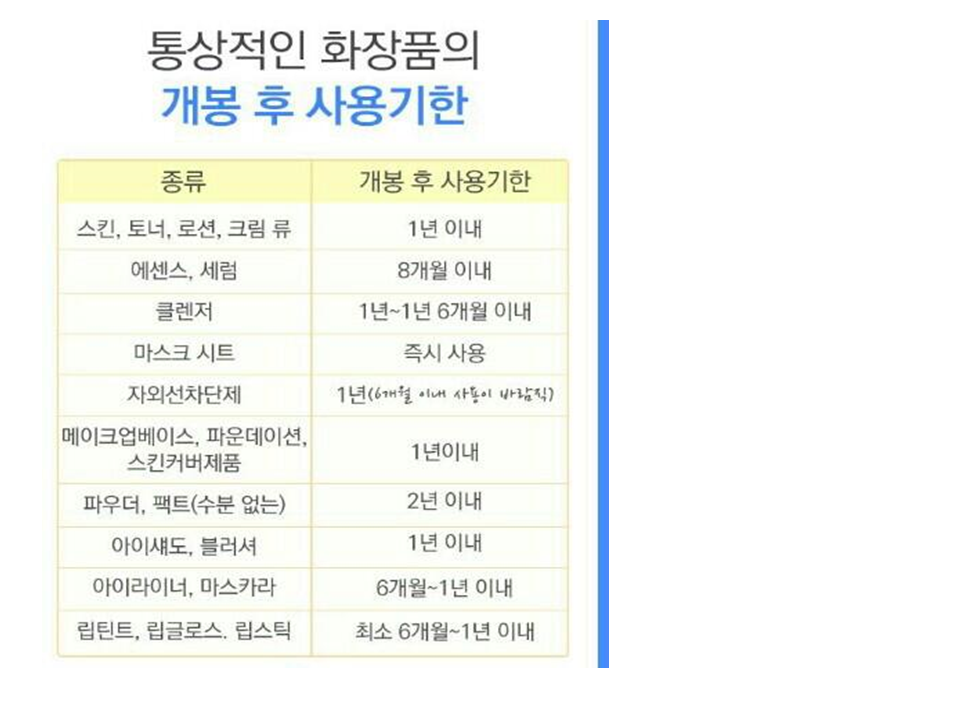 통상적인 화장품의
개봉 후 사용기한
종류 개봉 후 사용기한
스킨, 토너, 로션, 크림 류 1년 이내
에센스, 세럼 8개월 이내
클렌저 1년~1년 6개월 이내
마스크 시트 즉시 사용
자외선차단제 1년(6개월 이내 사용이 바람직)
메이크업베이스, 파운데이션,
스킨커버제품 1년이내
파우더, 팩트(수분 없는) 2년 이내
아이섀도, 블러셔 1년 이내
아이라이너, 마스카라 6개월~1년 이내
립틴트, 립글로스. 립스틱 최소 6개월~1년 이내